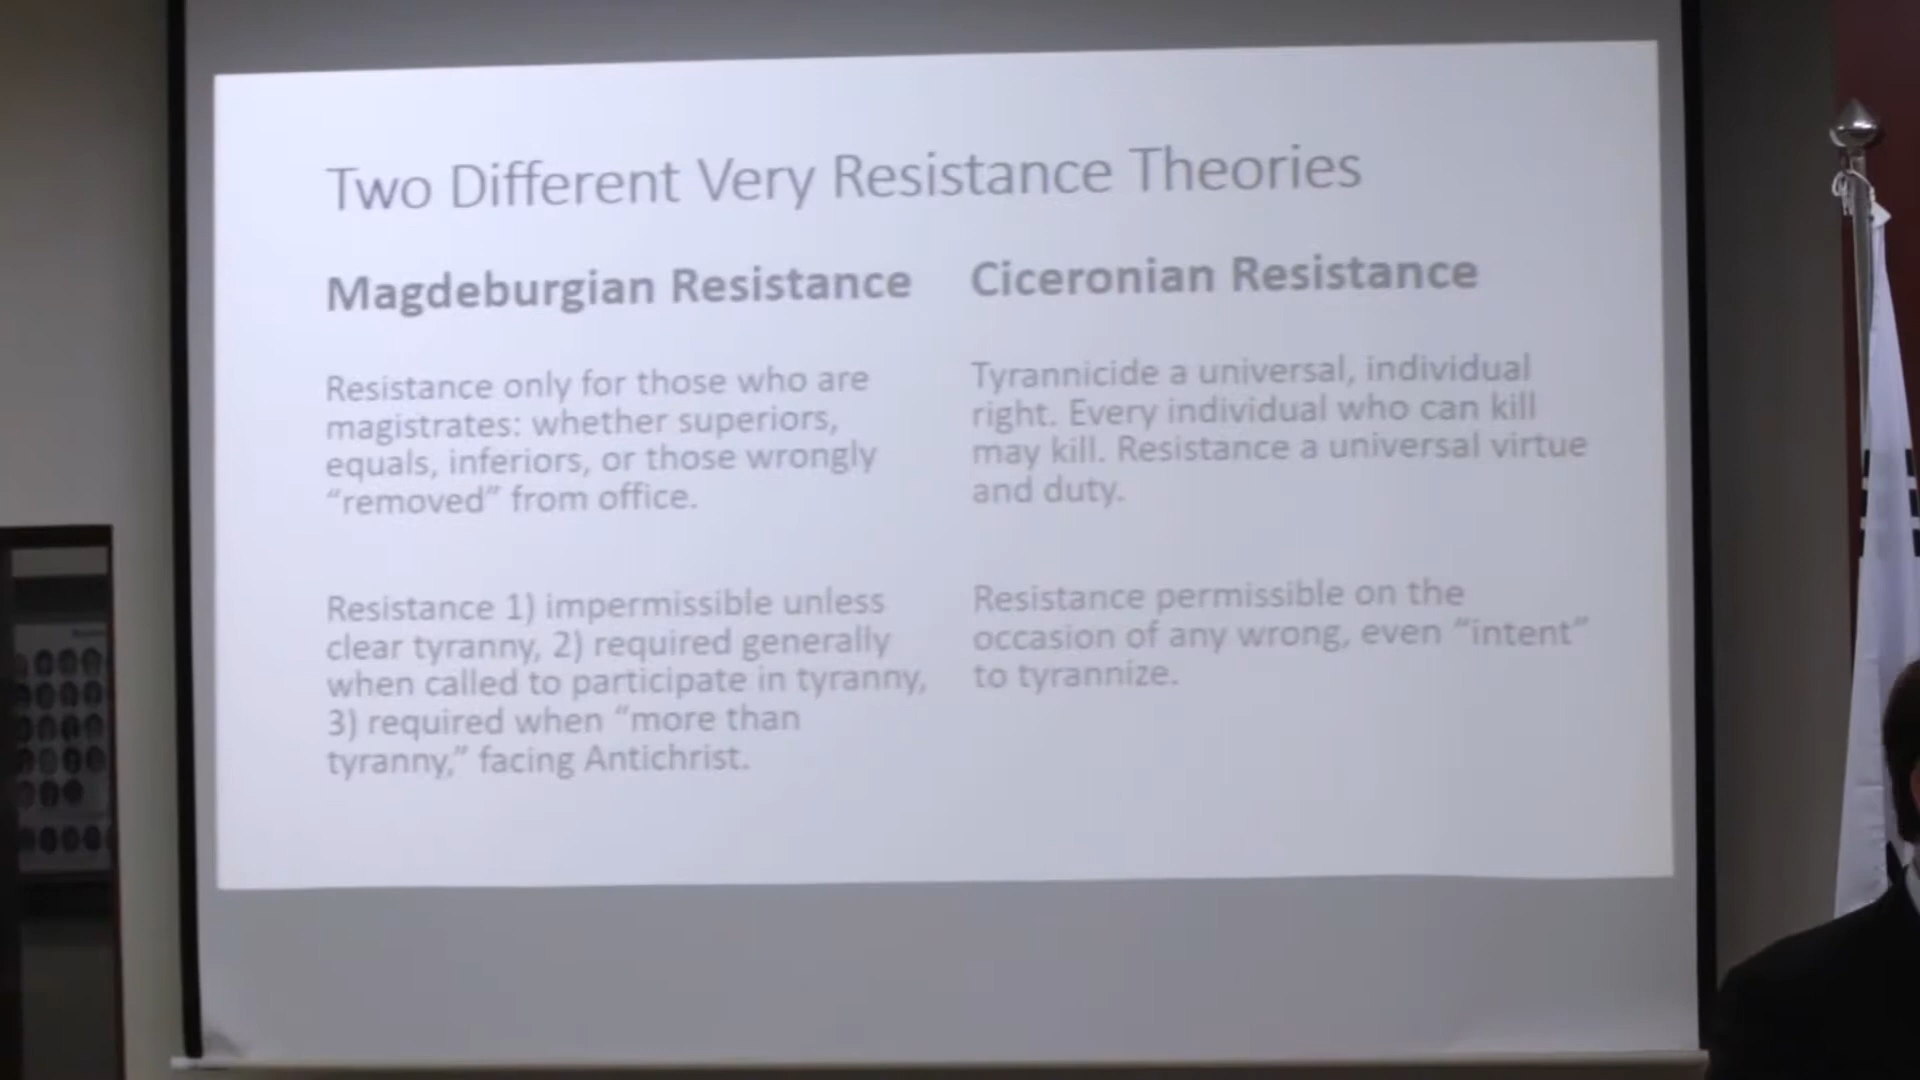 Two Different Very Resistance Theories
Magdeburgian Resistance
Resistance only for those who are
magistrates: whether superiors,
equals, inferiors, or those wrongly
“removed” from office.
Resistance 1) impermissible unless
clear tyranny, 2) required generally
when called to participate in tyranny,
3) required when “more than
tyranny,” facing Antichrist.
Ciceronian Resistance
Tyrannicide a universal, individual
right. Every individual who can kill
may kill. Resistance a universal virtue
and duty.
Resistance permissible on the
occasion of any wrong, even “intent”
to tyrannize.